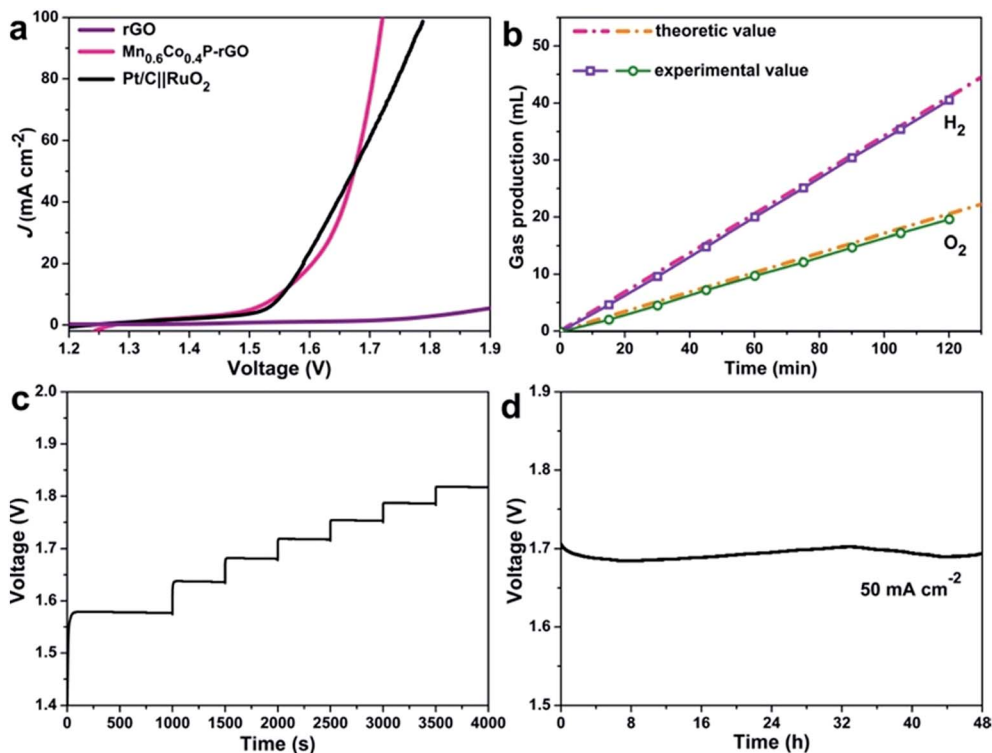 a
100
80
60
40
20
0
J (mA cm⁻²)
rGO
Mn₀.₆Co₀.₄P-rGO
Pt/C||RuO₂
1.2 1.3 1.4 1.5 1.6 1.7 1.8 1.9
Voltage (V)
b
50
40
30
20
10
0
Gas production (mL)
theoretic value
experimental value
H₂
O₂
0 20 40 60 80 100 120
Time (min)
c
2.0
1.9
1.8
1.7
1.6
1.5
1.4
Voltage (V)
0 500 1000 1500 2000 2500 3000 3500 4000
Time (s)
d
1.9
1.8
1.7
1.6
1.5
Voltage (V)
50 mA cm⁻²
0 8 16 24 32 40 48
Time (h)